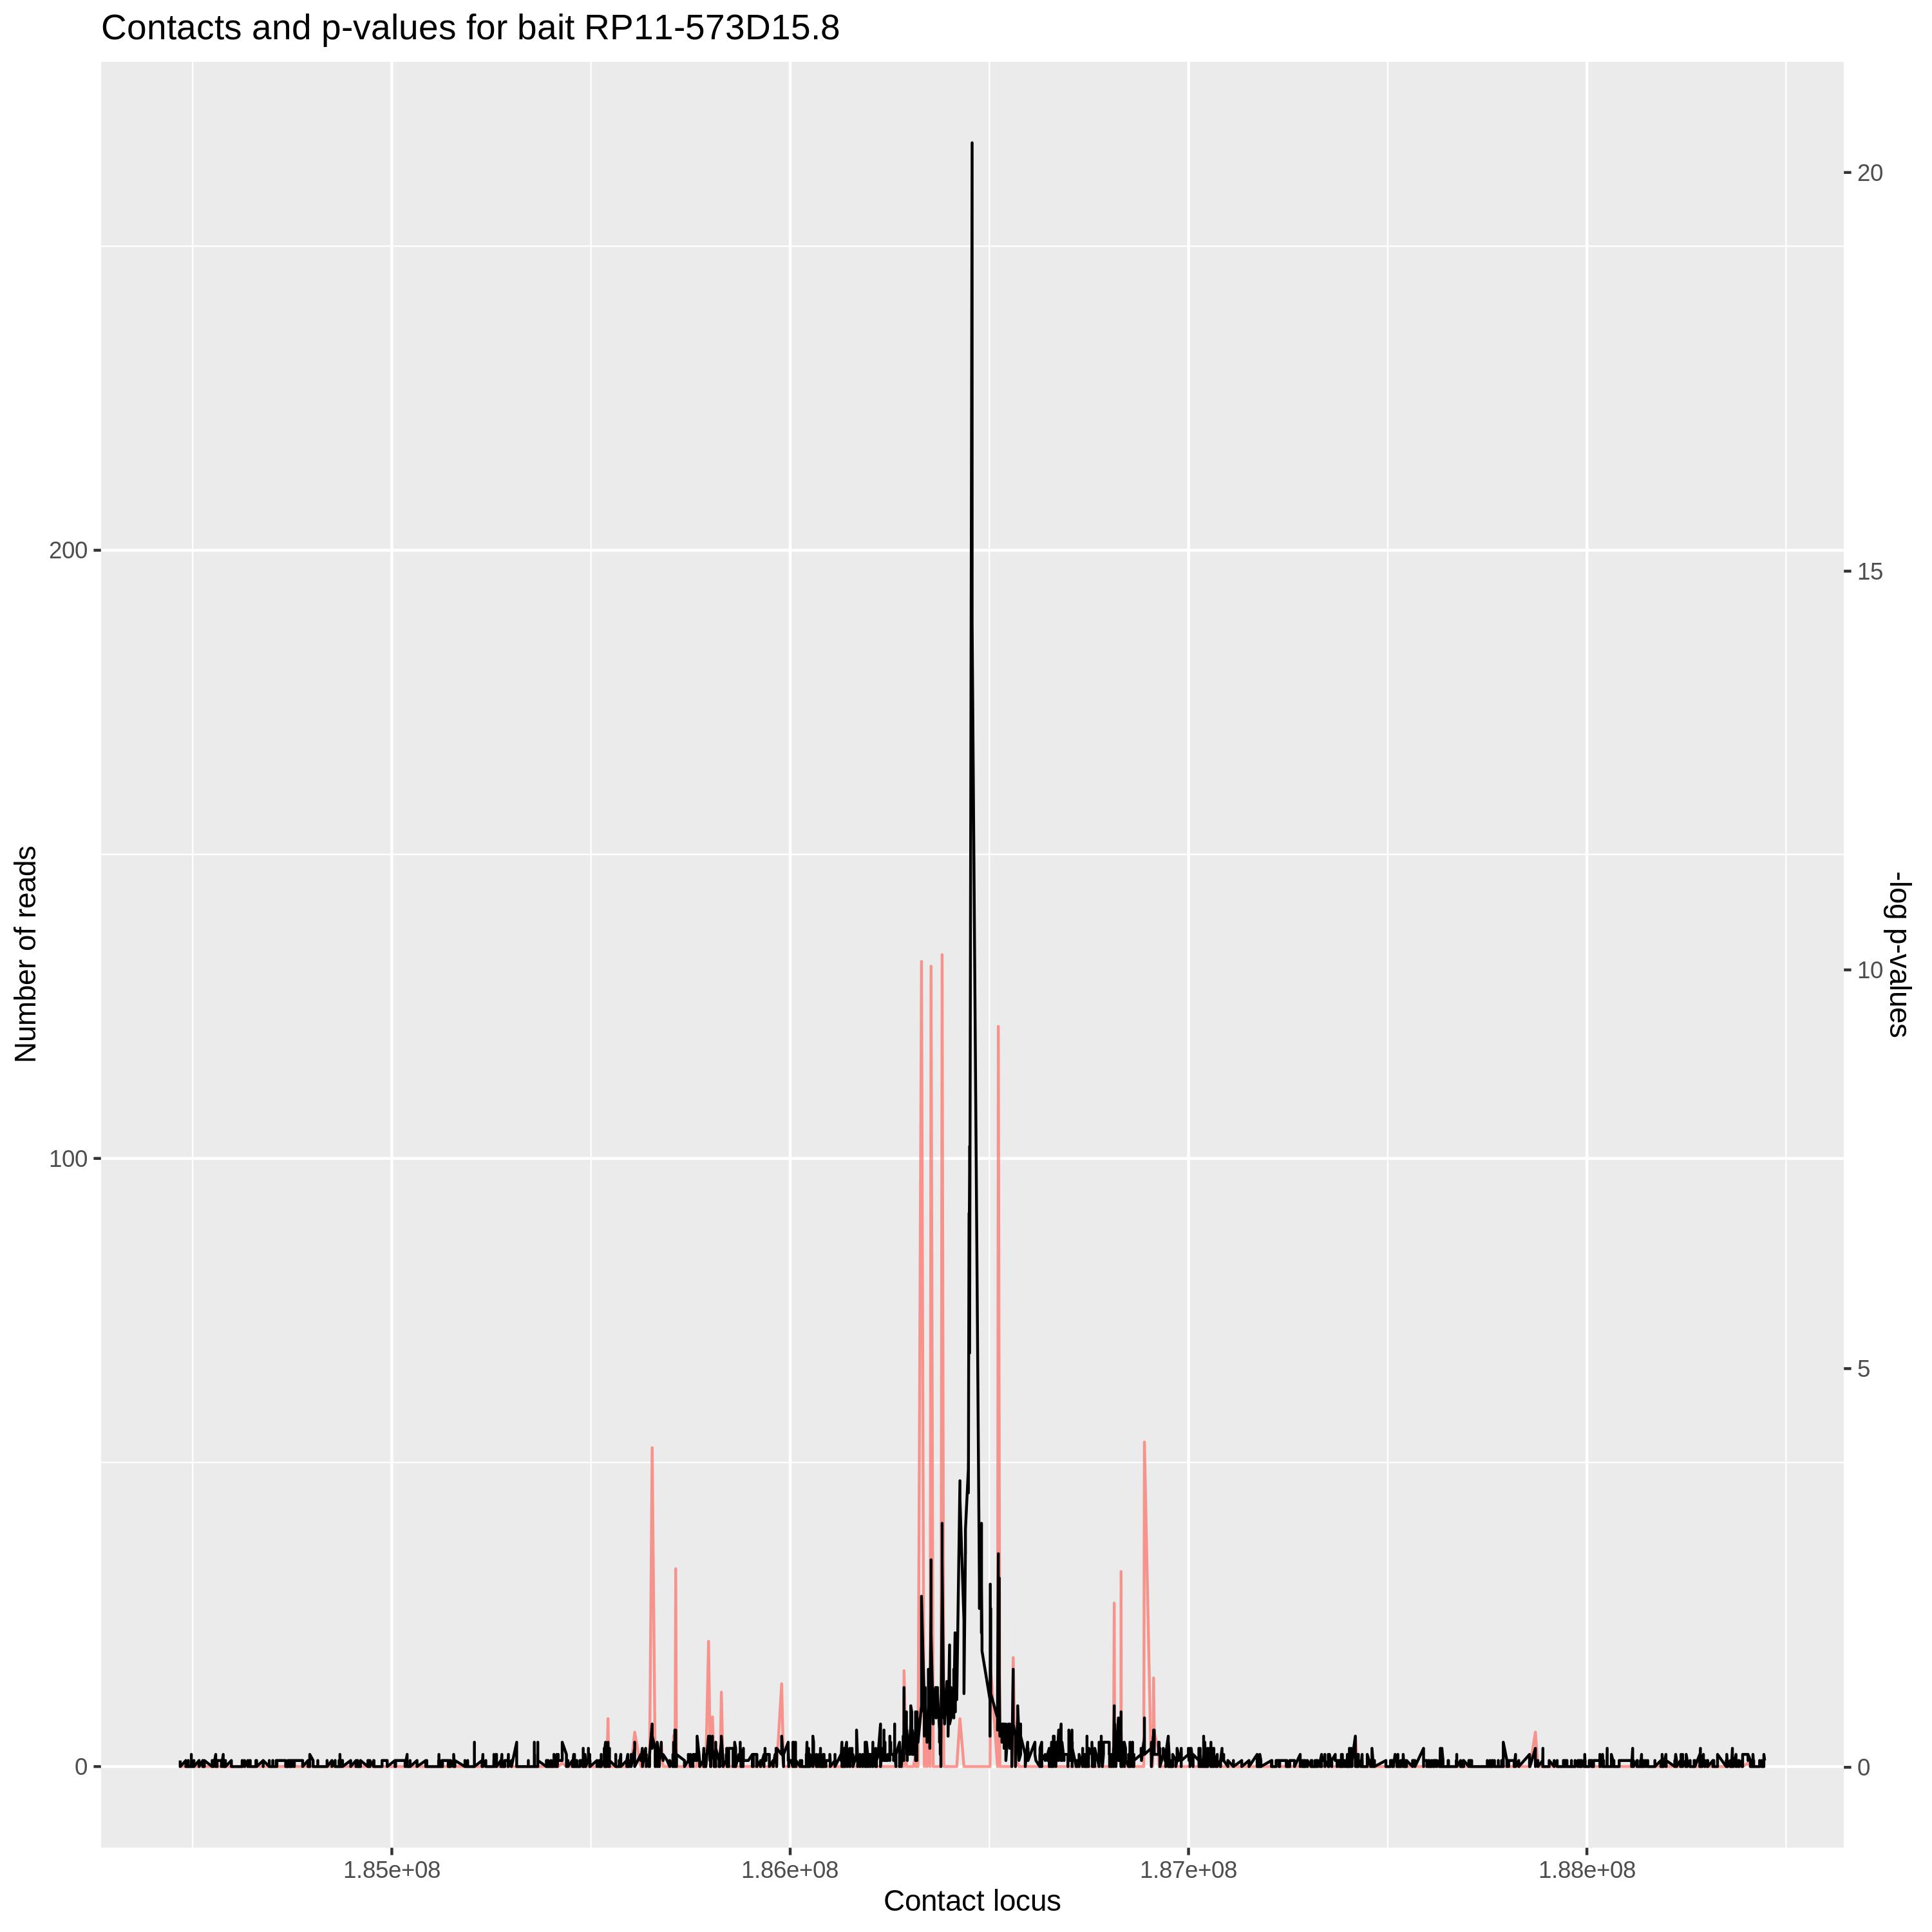 Contacts and p-values for bait RP11-573D15.8
20
200
15
Number of reads
10
-log p-values
100
5
0
0
1.85e+08
1.86e+08
1.87e+08
1.88e+08
Contact locus